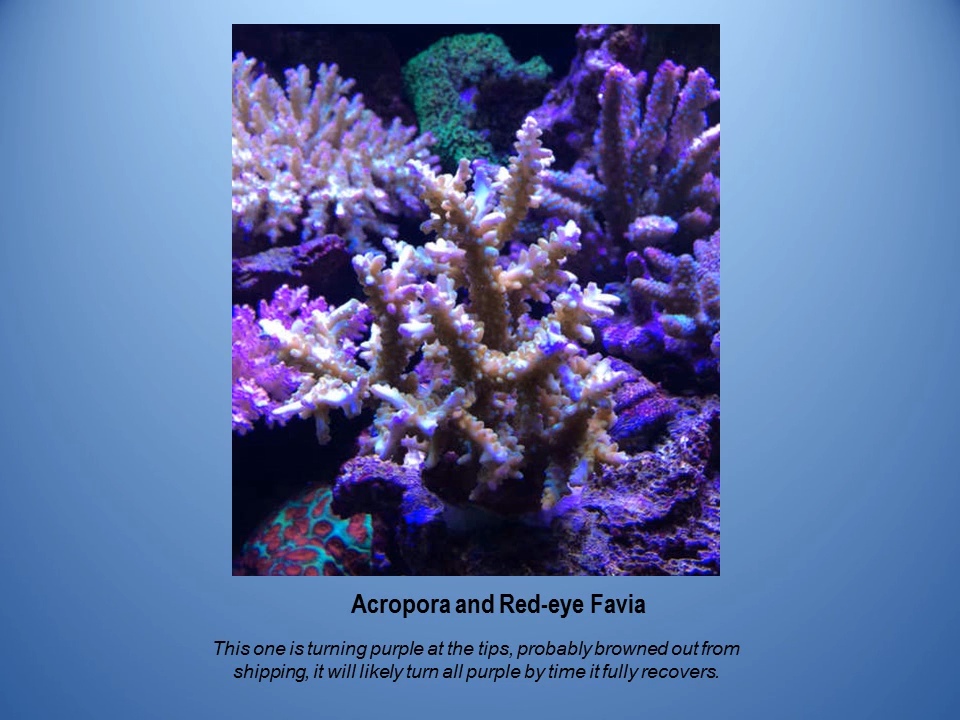 Acropora and Red-eye Favia
This one is turning purple at the tips, probably browned out from
shipping, it will likely turn all purple by time it fully recovers.